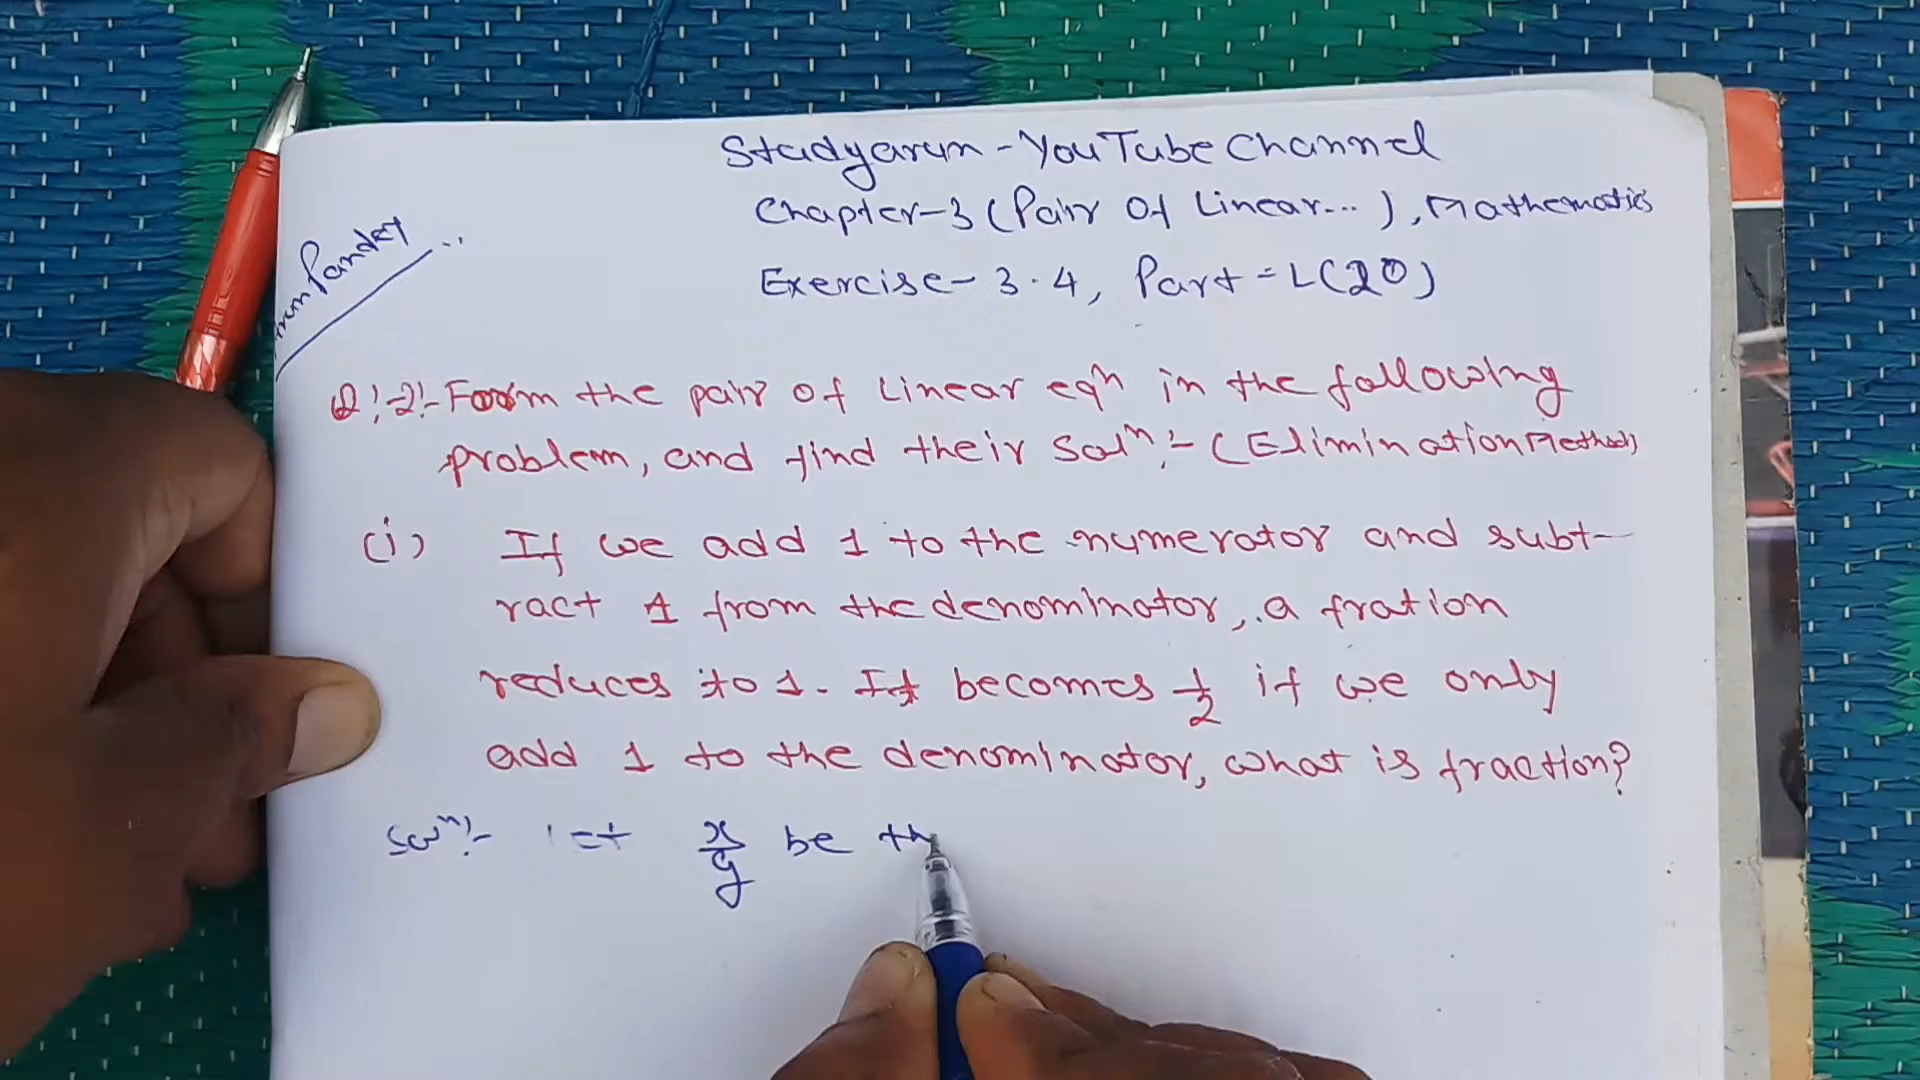 Studyarun - YouTube Channel
Chapter-3 (Pair Of Linear...), Mathematics
Exercise- 3.4, Part = L(20)
Pandey ..
Q:-2:- Form the pair of Linear eqn in the following
problem, and find their Soln:- (Elimination Method)
(i) If we add 1 to the numerator and subt-
ract 1 from the denominator, a fration
reduces to 1. It becomes 1/2 if we only
add 1 to the denominator, what is fraction?
Soln:- let x/y be th